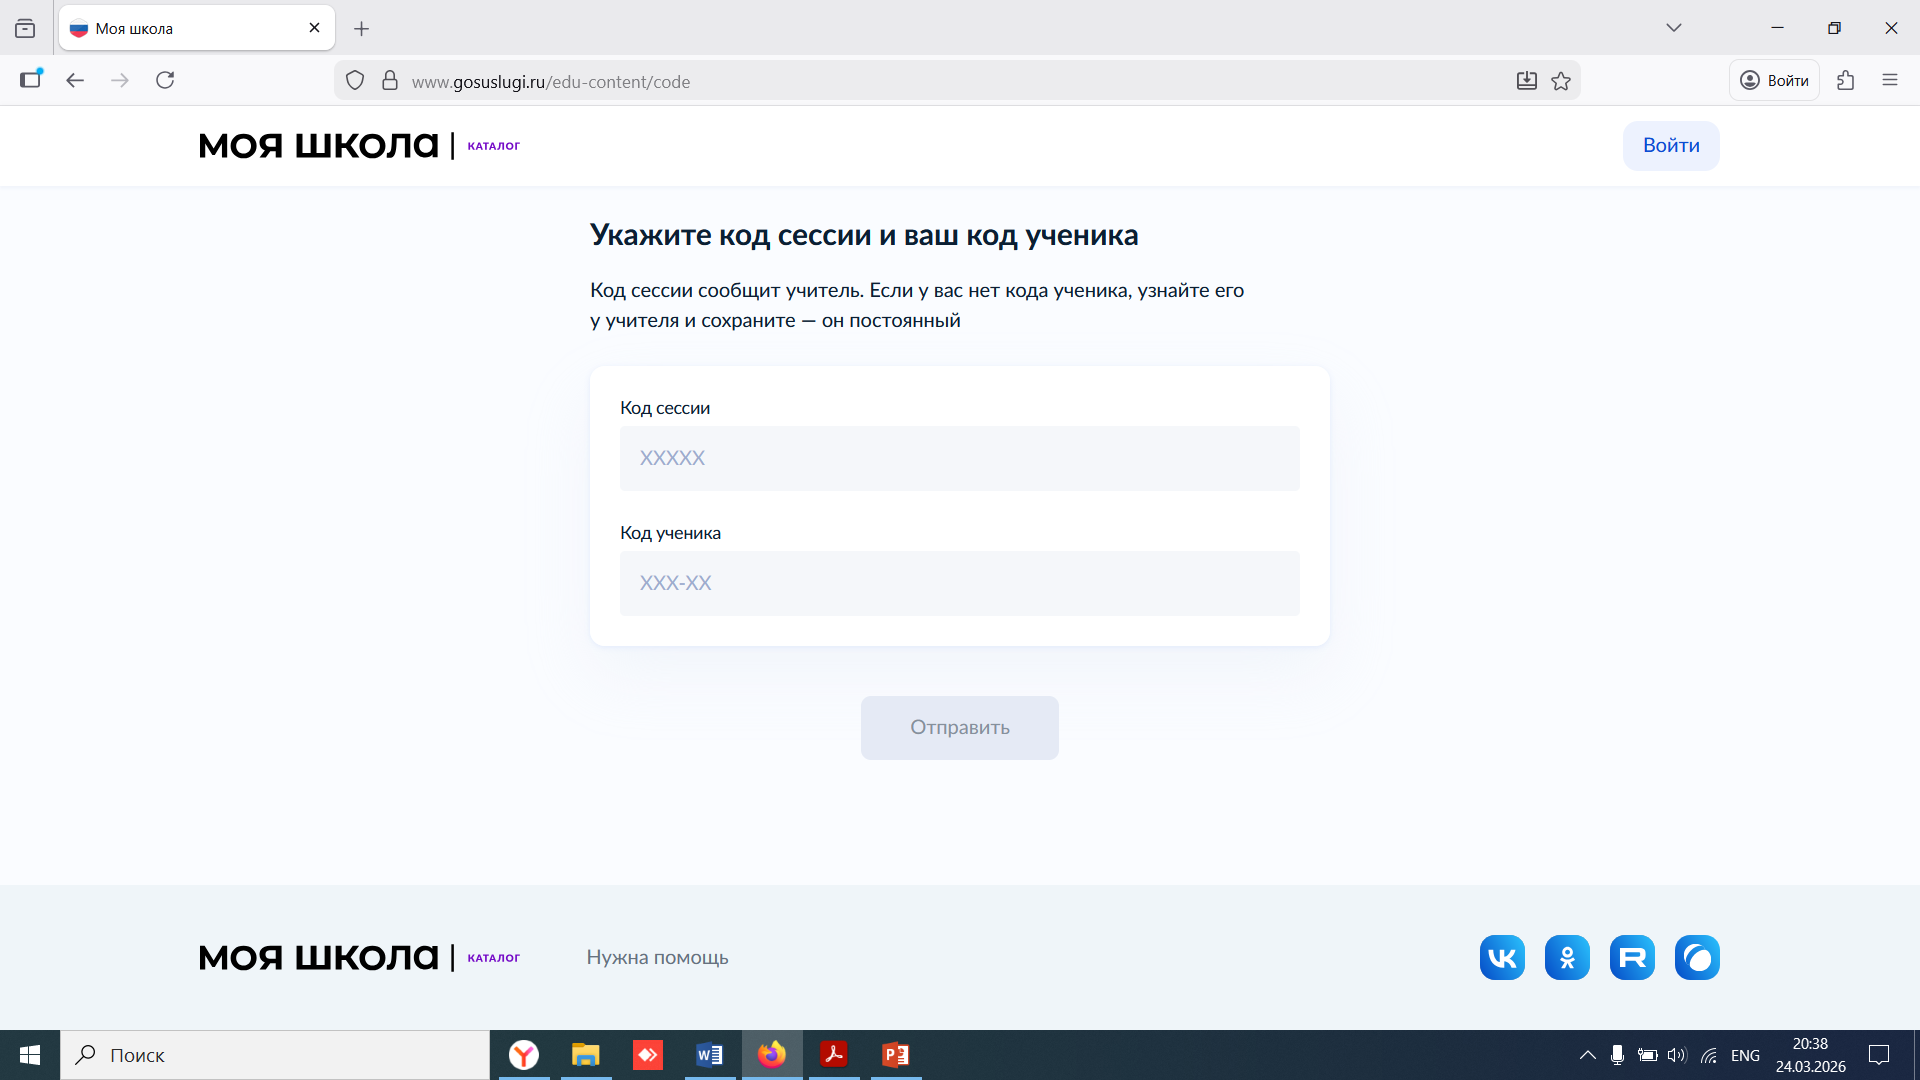 Моя школа
www.gosuslugi.ru/edu-content/code
Войти
МОЯ ШКОЛА | КАТАЛОГ
Войти
Укажите код сессии и ваш код ученика
Код сессии сообщит учитель. Если у вас нет кода ученика, узнайте его
у учителя и сохраните — он постоянный
Код сессии
XXXXX
Код ученика
XXX-XX
Отправить
МОЯ ШКОЛА | КАТАЛОГ
Нужна помощь
Поиск
ENG
20:38
24.03.2026